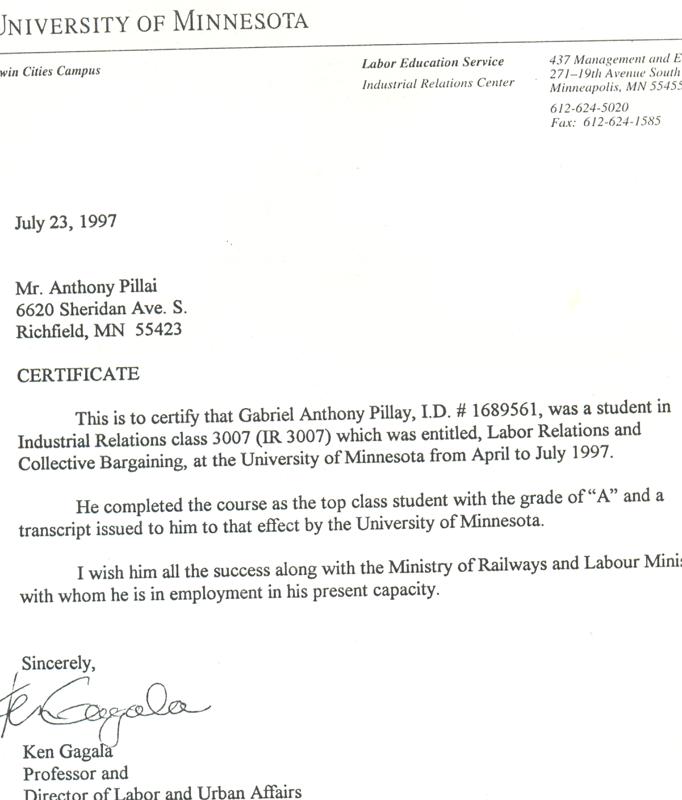 UNIVERSITY OF MINNESOTA
win Cities Campus
Labor Education Service
Industrial Relations Center
437 Management and E
271–19th Avenue South
Minneapolis, MN 55455
612-624-5020
Fax: 612-624-1585
July 23, 1997
Mr. Anthony Pillai
6620 Sheridan Ave. S.
Richfield, MN 55423
CERTIFICATE
This is to certify that Gabriel Anthony Pillay, I.D. # 1689561, was a student in
Industrial Relations class 3007 (IR 3007) which was entitled, Labor Relations and
Collective Bargaining, at the University of Minnesota from April to July 1997.
He completed the course as the top class student with the grade of “A” and a
transcript issued to him to that effect by the University of Minnesota.
I wish him all the success along with the Ministry of Railways and Labour Minis
with whom he is in employment in his present capacity.
Sincerely,
Ken Gagala
Ken Gagala
Professor and
Director of Labor and Urban Affairs